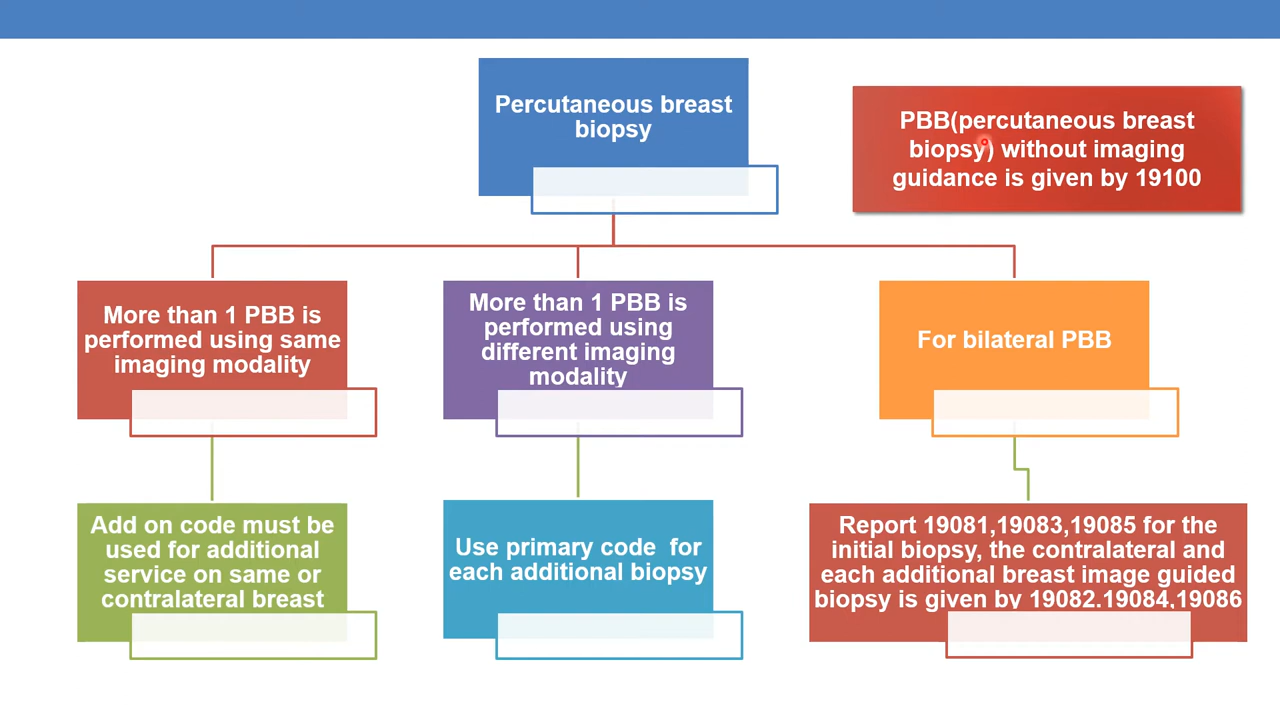 Percutaneous breast
biopsy
PBB(percutaneous breast
biopsy) without imaging
guidance is given by 19100
More than 1 PBB is
performed using same
imaging modality
More than 1 PBB is
performed using
different imaging
modality
For bilateral PBB
Add on code must be
used for additional
service on same or
contralateral breast
Use primary code for
each additional biopsy
Report 19081,19083,19085 for the
initial biopsy, the contralateral and
each additional breast image guided
biopsy is given by 19082.19084,19086